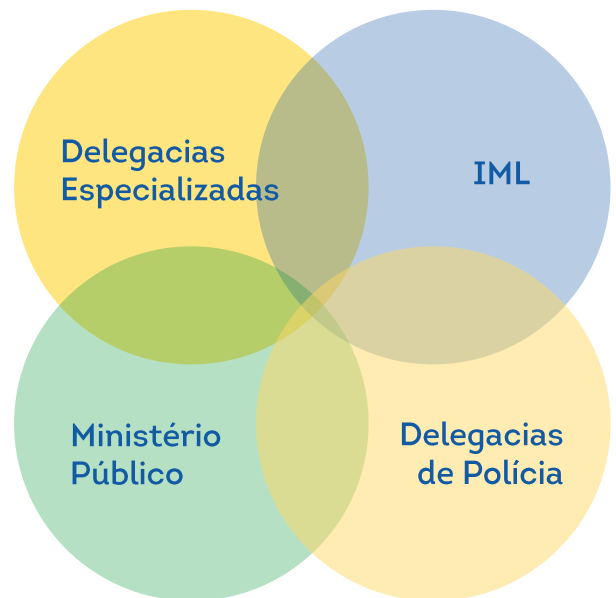 Delegacias
Especializadas
IML
Ministério
Público
Delegacias
de Polícia